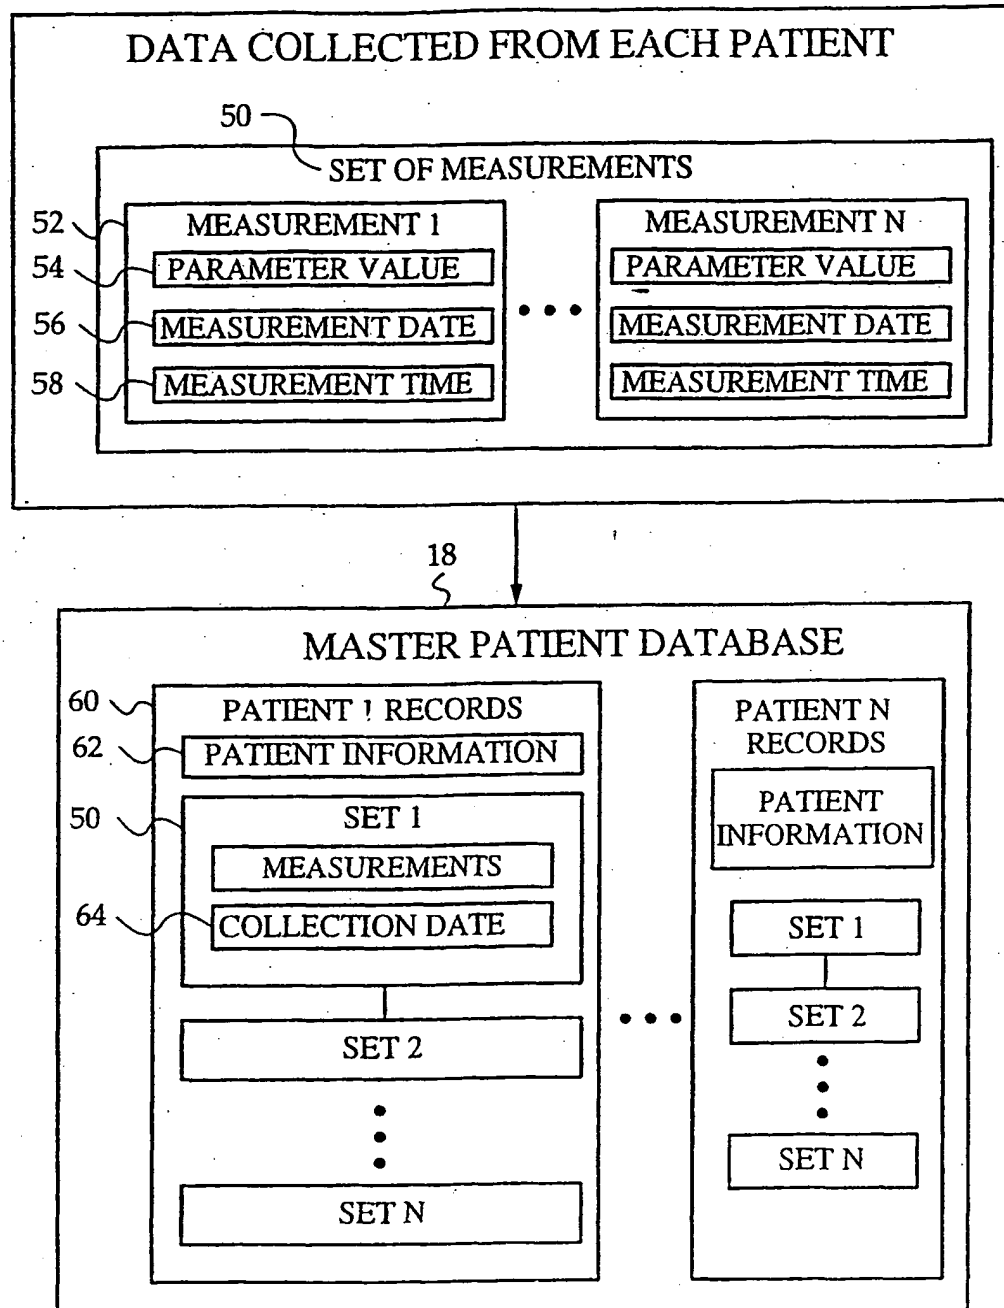 DATA COLLECTED FROM EACH PATIENT
50
SET OF MEASUREMENTS
52
MEASUREMENT 1
54
PARAMETER VALUE
56
MEASUREMENT DATE
58
MEASUREMENT TIME
MEASUREMENT N
PARAMETER VALUE
MEASUREMENT DATE
MEASUREMENT TIME
18
MASTER PATIENT DATABASE
60
PATIENT 1 RECORDS
62
PATIENT INFORMATION
50
SET 1
MEASUREMENTS
64
COLLECTION DATE
SET 2
SET N
PATIENT N
RECORDS
PATIENT
INFORMATION
SET 1
SET 2
SET N